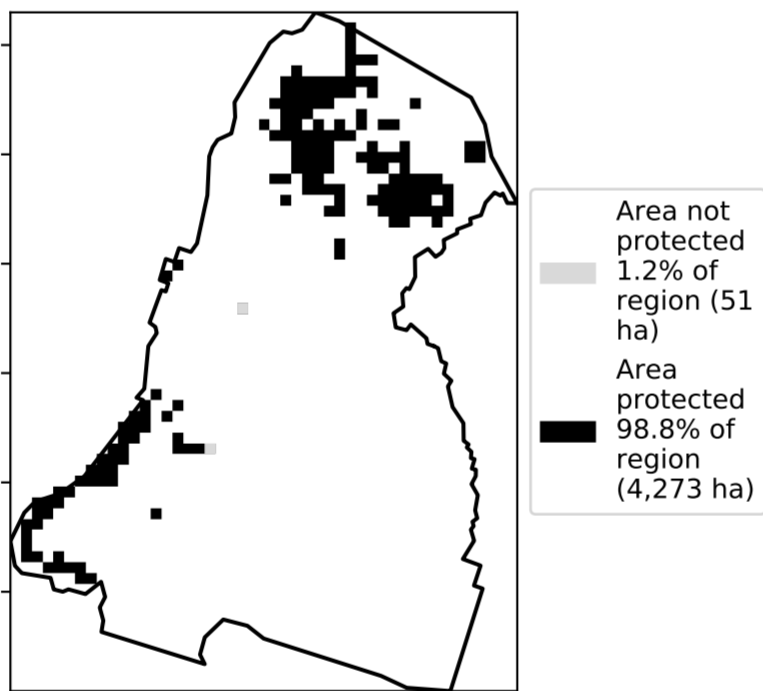 Area not
protected
1.2% of
region (51
ha)
Area
protected
98.8% of
region
(4,273 ha)